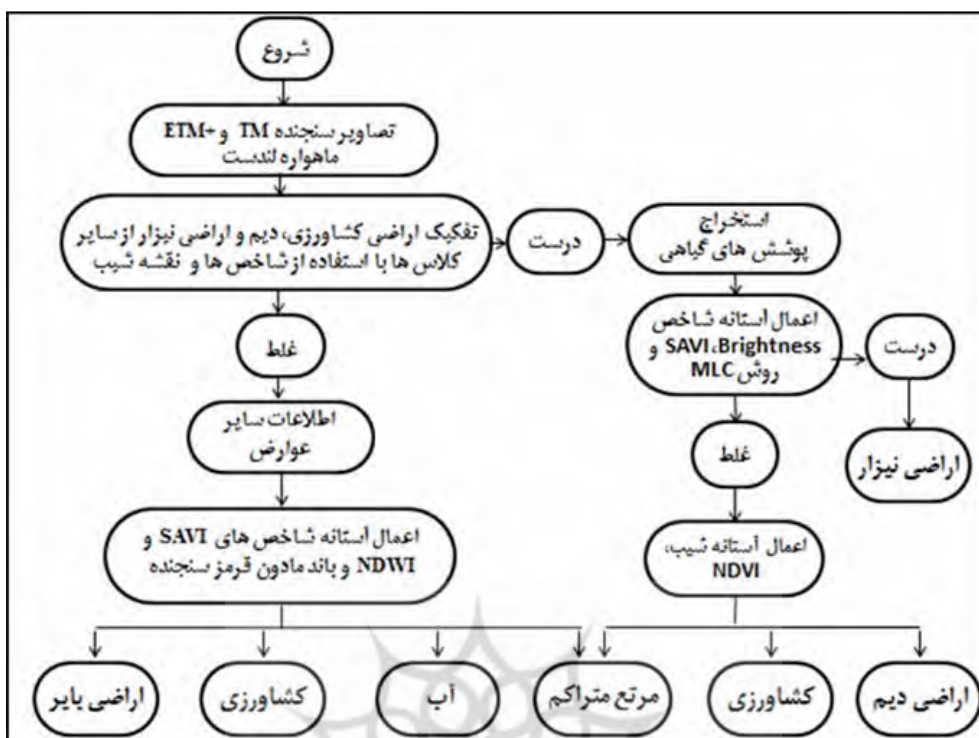 شروع
تصاویر سنجنده TM و ETM+
ماهواره لندست
تفکیک اراضی کشاورزی، دیم و اراضی نیزار از سایر
کلاس ها با استفاده از شاخص ها و نقشه شیب
درست
استخراج
پوشش های گیاهی
غلط
اعمال آستانه شاخص
SAVI،Brightness و
روش MLC
درست
اطلاعات سایر
عوارض
غلط
اراضی نیزار
اعمال آستانه شاخص های SAVI و
NDWI و باند مادون قرمز سنجنده
اعمال آستانه شیب،
NDVI
اراضی بایر
کشاورزی
آب
مرتع متراکم
کشاورزی
اراضی دیم